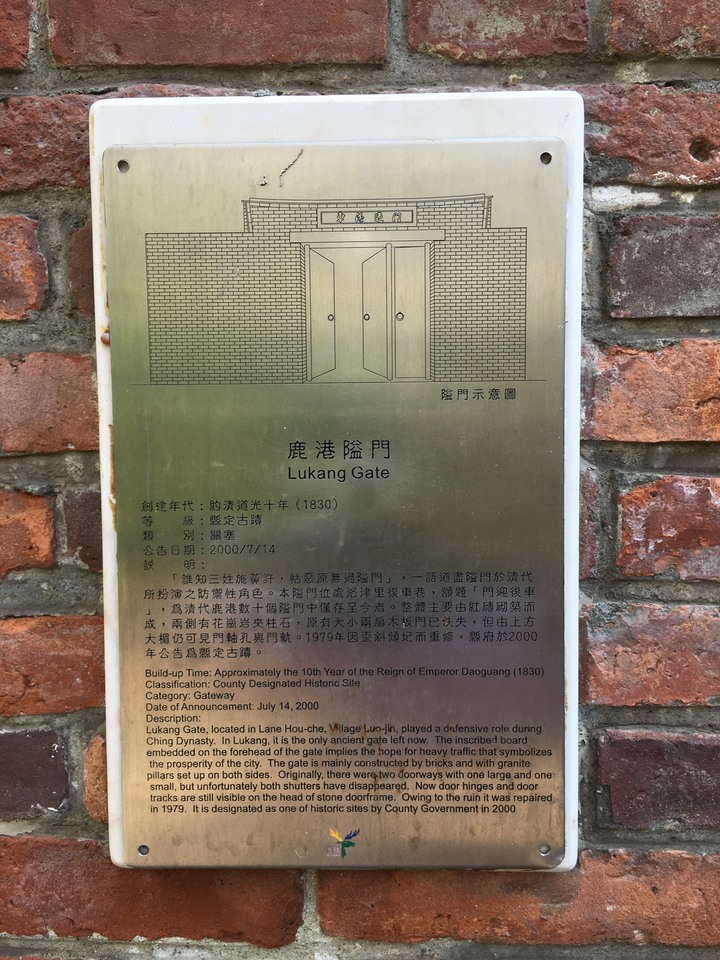 隘門示意圖
鹿港隘門
Lukang Gate
創建年代：約清道光十年（1830）
等　　級：縣定古蹟
類　　別：關塞
公告日期：2000/7/14
說　　明：
「誰知三姓施黃許，怙惡原無過隘門」，一語道盡隘門於清代
所扮演之防禦性角色。本隘門位處洛津里後車巷，額題「門迎後車
」，為清代鹿港數十個隘門中僅存至今者。整體主要由紅磚砌築而
成，兩側有花崗岩夾柱石，原有大小兩扇木板門已佚失，但由上方
大楣仍可見門軸孔與門軌。1979年因歪斜傾圮而重修，縣府於2000
年公告為縣定古蹟。
Build-up Time: Approximately the 10th Year of the Reign of Emperor Daoguang (1830)
Classification: County Designated Historic Site
Category: Gateway
Date of Announcement: July 14, 2000
Description:
Lukang Gate, located in Lane Hou-che, Village Luo-jin, played a defensive role during
Ching Dynasty. In Lukang, it is the only ancient gate left now. The inscribed board
embedded on the forehead of the gate implies the hope for heavy traffic that symbolizes
the prosperity of the city. The gate is mainly constructed by bricks and with granite
pillars set up on both sides. Originally, there were two doorways with one large and one
small, but unfortunately both shutters have disappeared. Now door hinges and door
tracks are still visible on the head of stone doorframe. Owing to the ruin it was repaired
in 1979. It is designated as one of historic sites by County Government in 2000